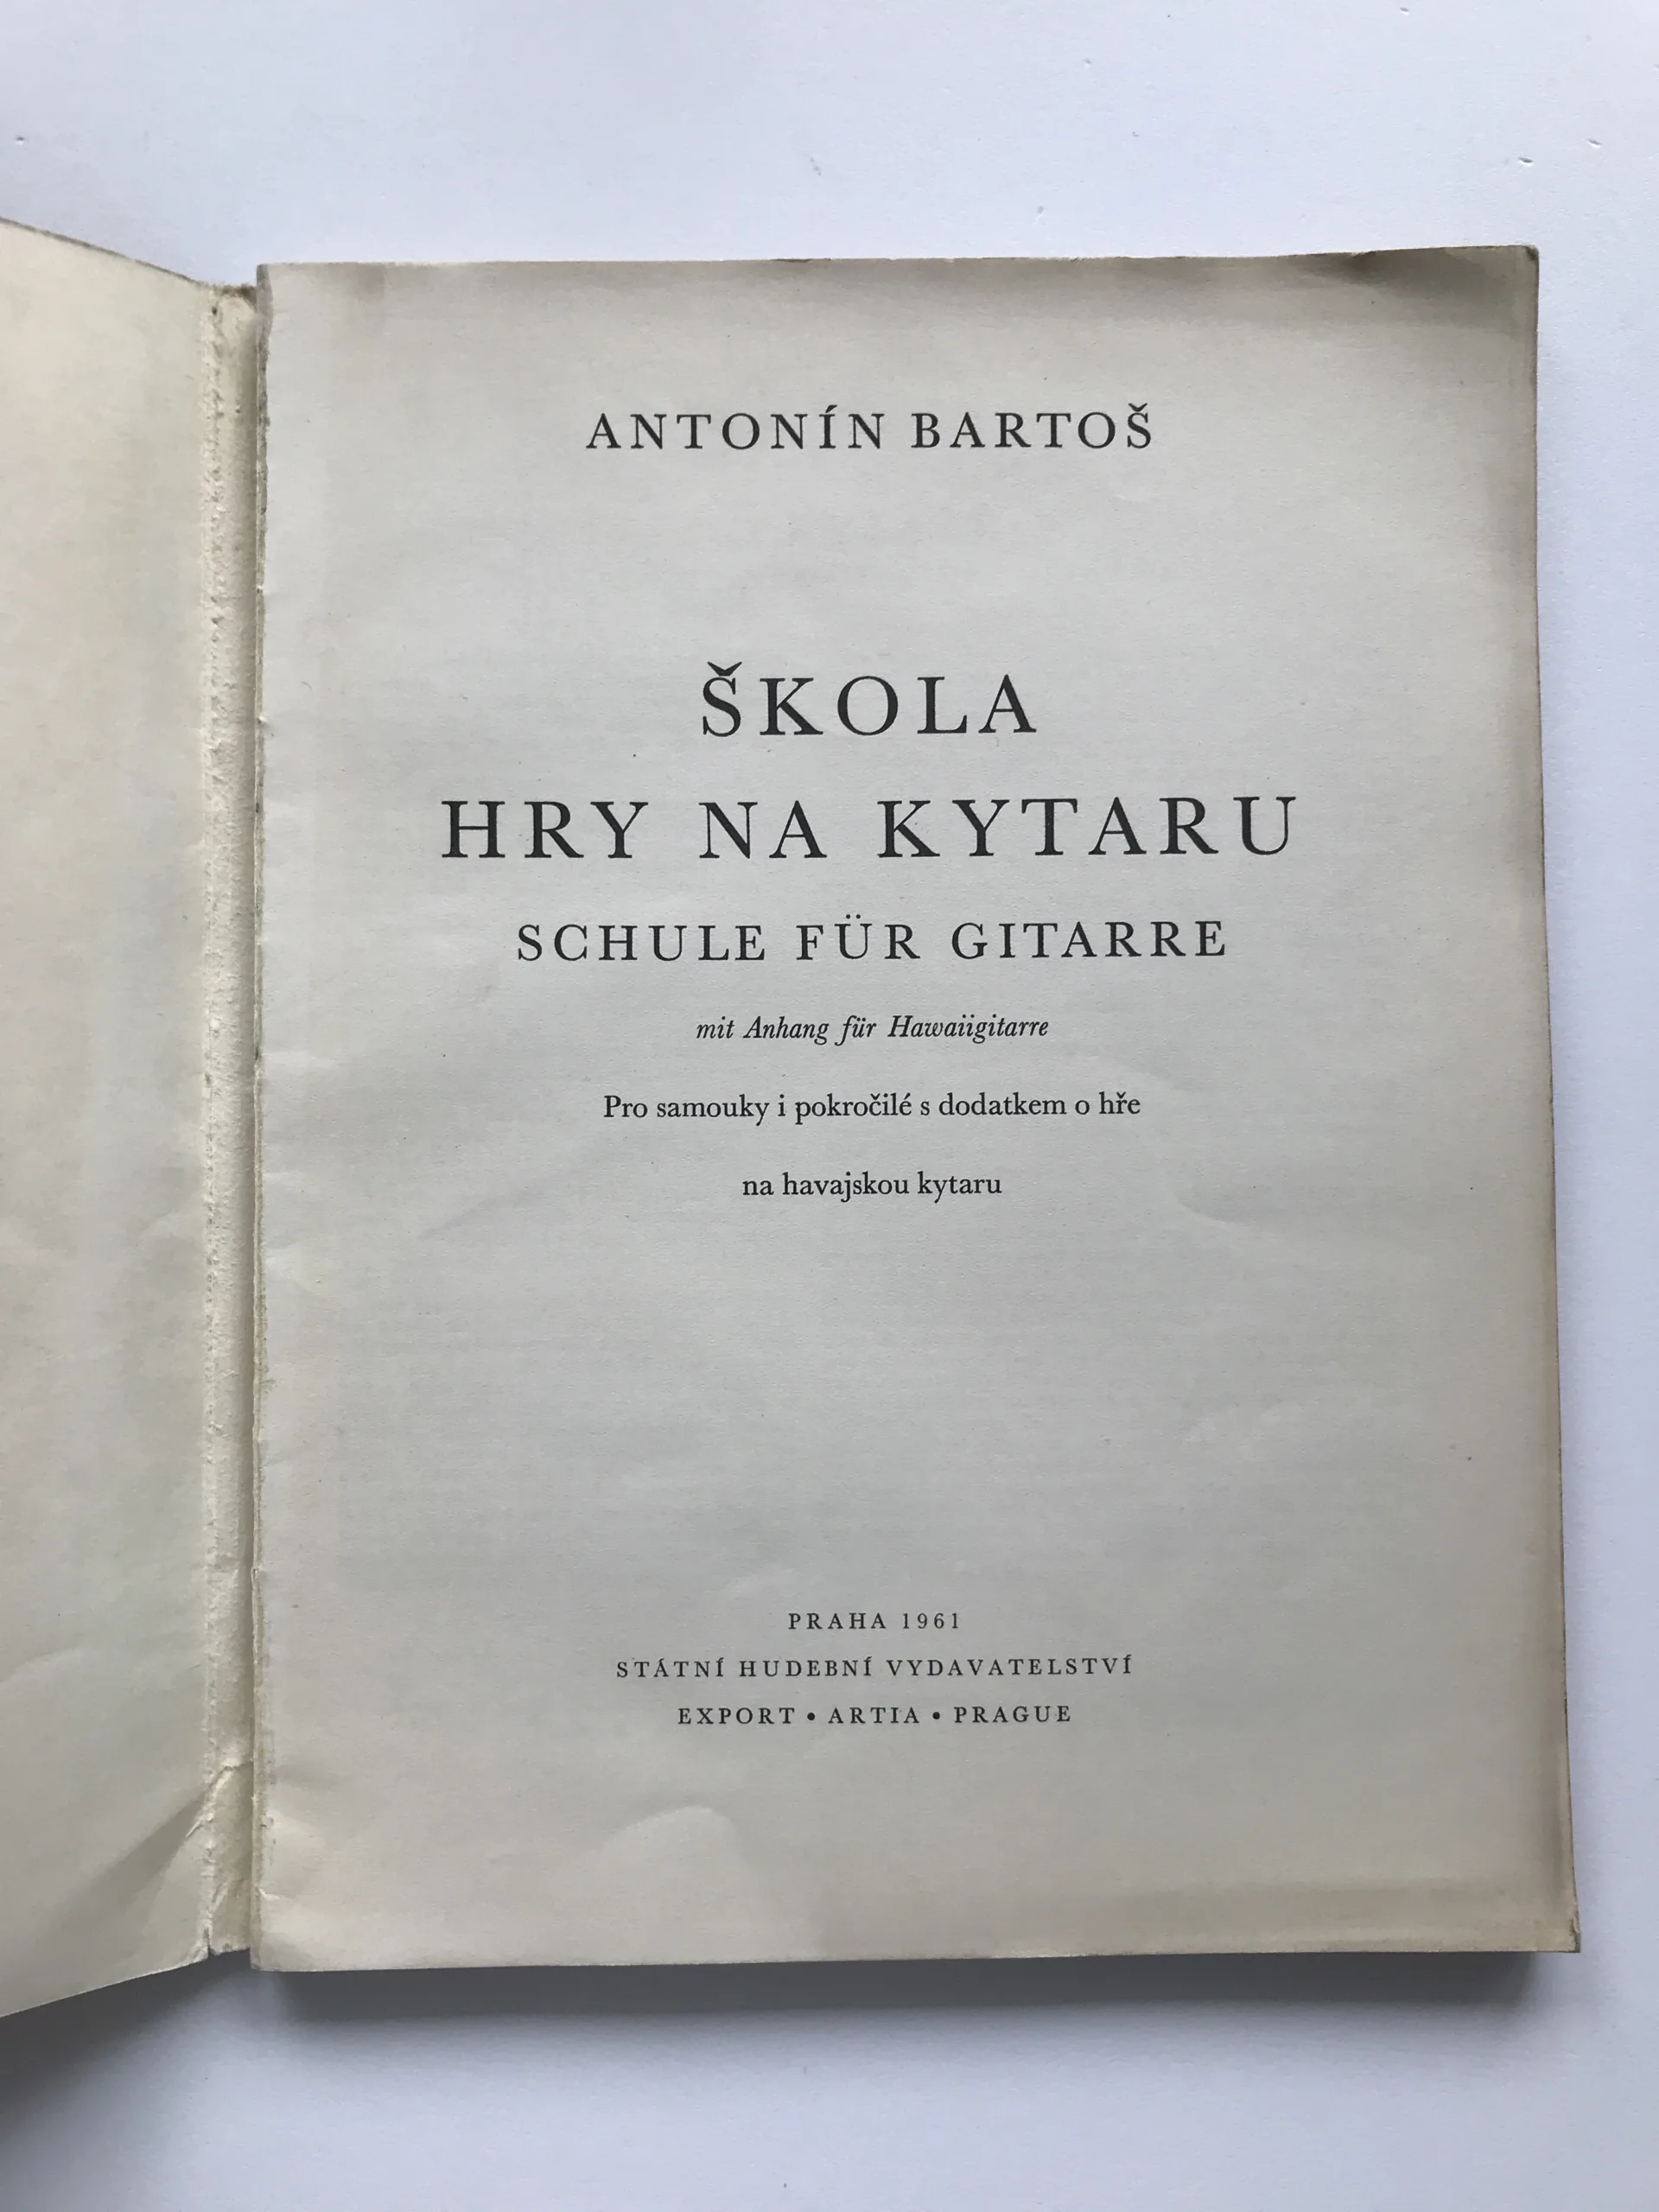 ANTONÍN BARTOŠ
ŠKOLA
HRY NA KYTARU
SCHULE FÜR GITARRE
mit Anhang für Hawaiigitarre
Pro samouky i pokročilé s dodatkem o hře
na havajskou kytaru
PRAHA 1961
STÁTNÍ HUDEBNÍ VYDAVATELSTVÍ
EXPORT • ARTIA • PRAGUE